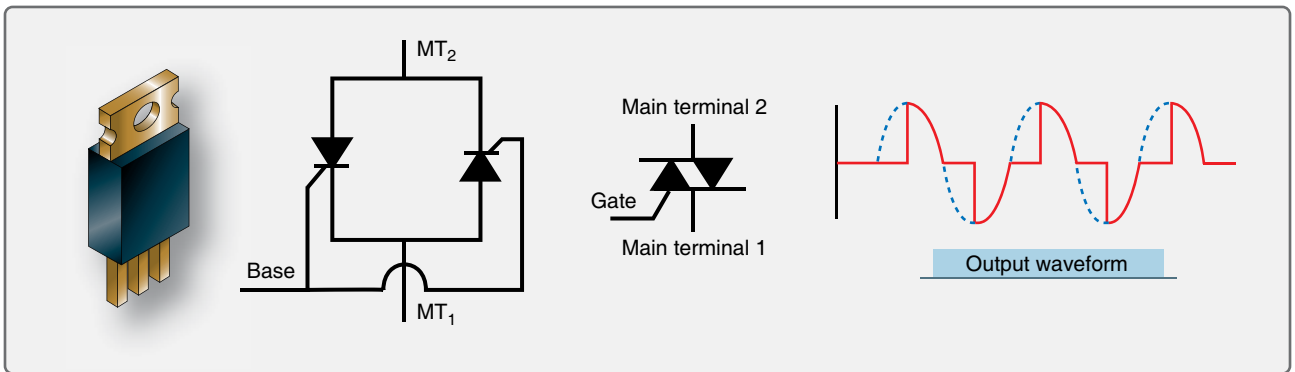 MT2
Base
MT1
Main terminal 2
Gate
Main terminal 1
Output waveform